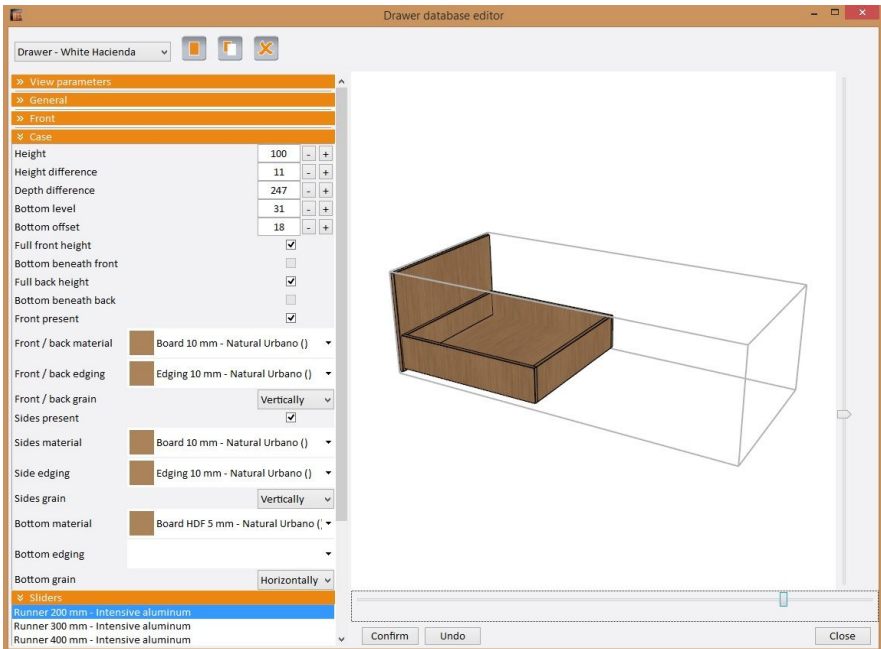 Drawer database editor
Drawer - White Hacienda
View parameters
General
Front
Case
Height 100 - +
Height difference 11 - +
Depth difference 247 - +
Bottom level 31 - +
Bottom offset 18 - +
Full front height
Bottom beneath front
Full back height
Bottom beneath back
Front present
Front / back material Board 10 mm - Natural Urbano ()
Front / back edging Edging 10 mm - Natural Urbano ()
Front / back grain Vertically
Sides present
Sides material Board 10 mm - Natural Urbano ()
Side edging Edging 10 mm - Natural Urbano ()
Sides grain Vertically
Bottom material Board HDF 5 mm - Natural Urbano (
Bottom edging
Bottom grain Horizontally
Sliders
Runner 200 mm - Intensive aluminum
Runner 300 mm - Intensive aluminum
Runner 400 mm - Intensive aluminum
Confirm Undo Close